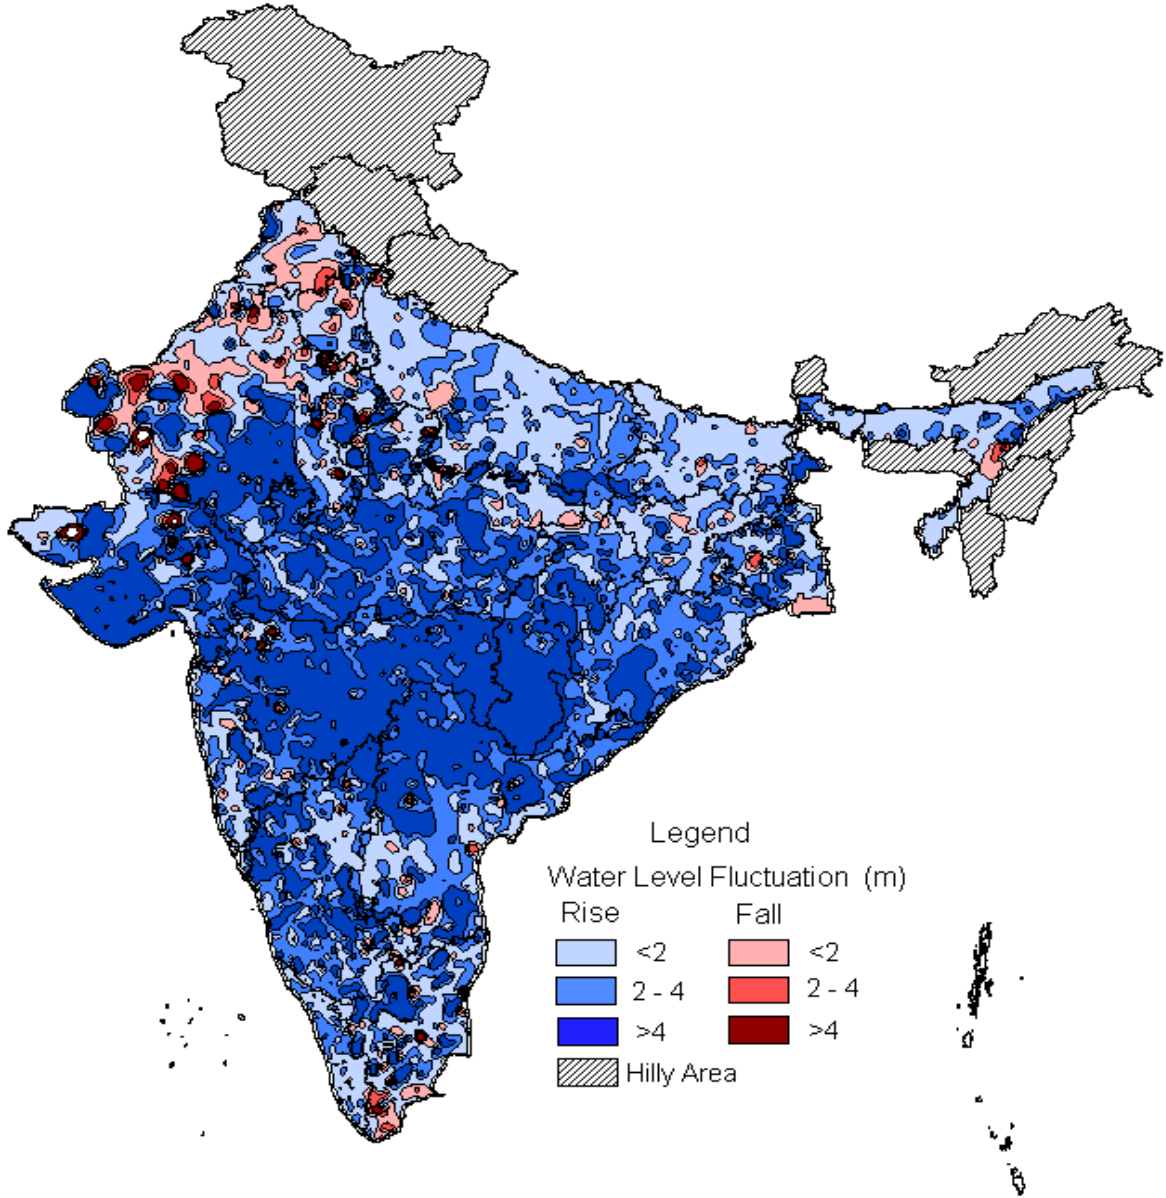 Legend
Water Level Fluctuation (m)
Rise Fall
<2 <2
2 - 4 2 - 4
>4 >4
Hilly Area